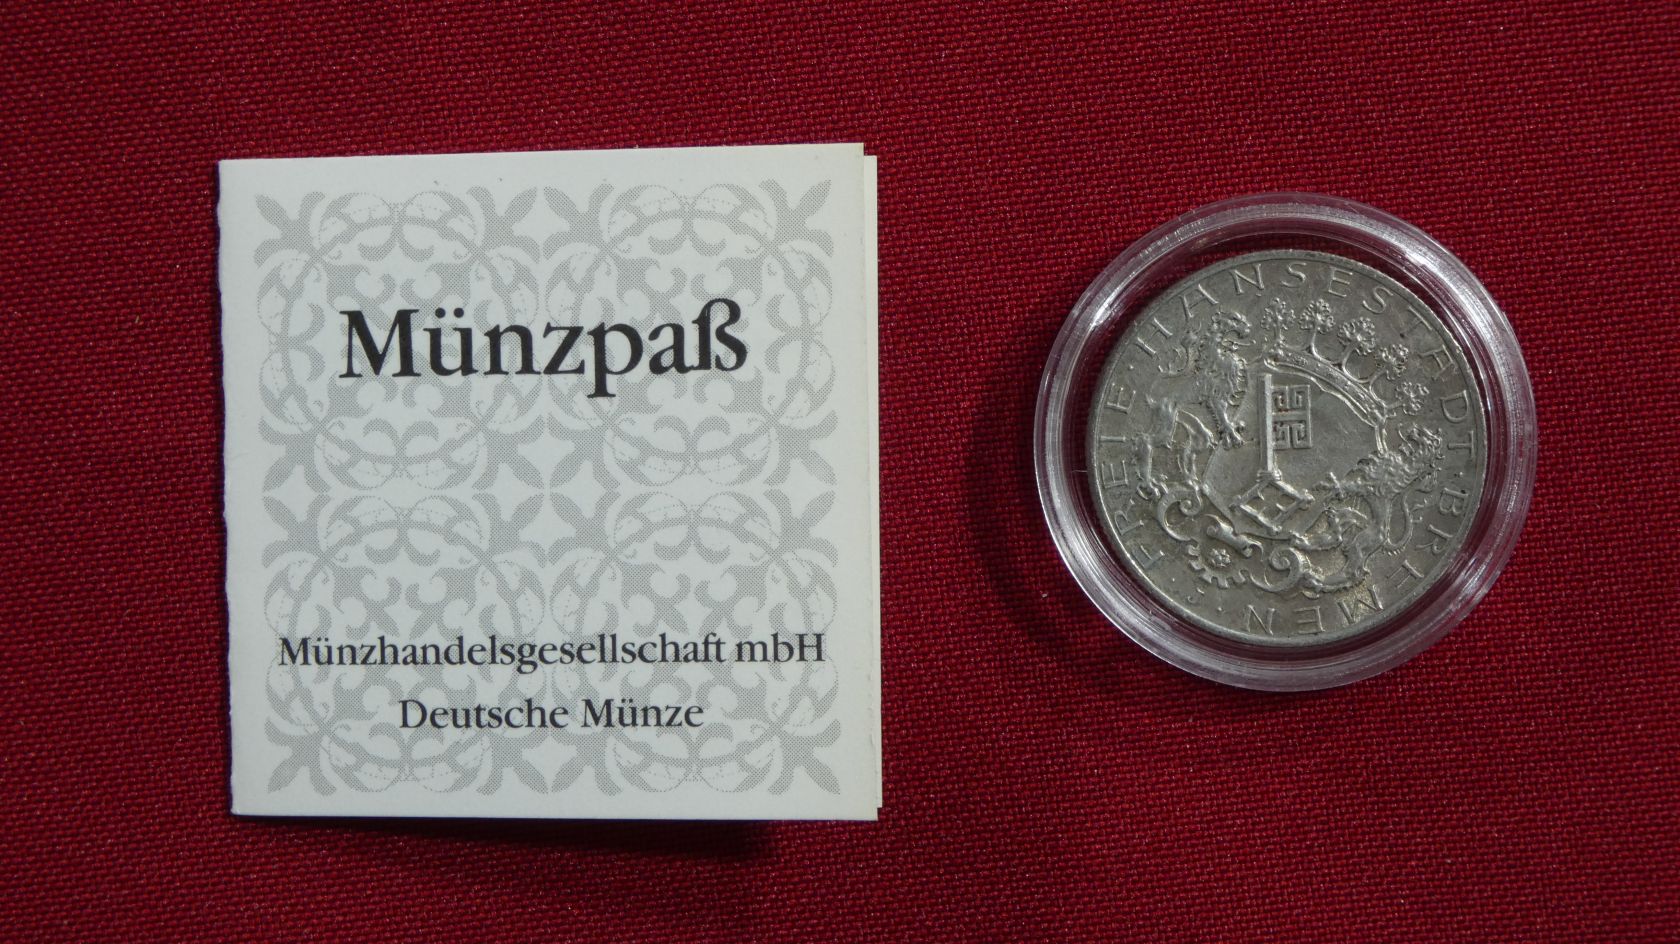 Münzpaß
Münzhandelsgesellschaft mbH
Deutsche Münze
FREIE·HANSESTADT·BREMEN·J·